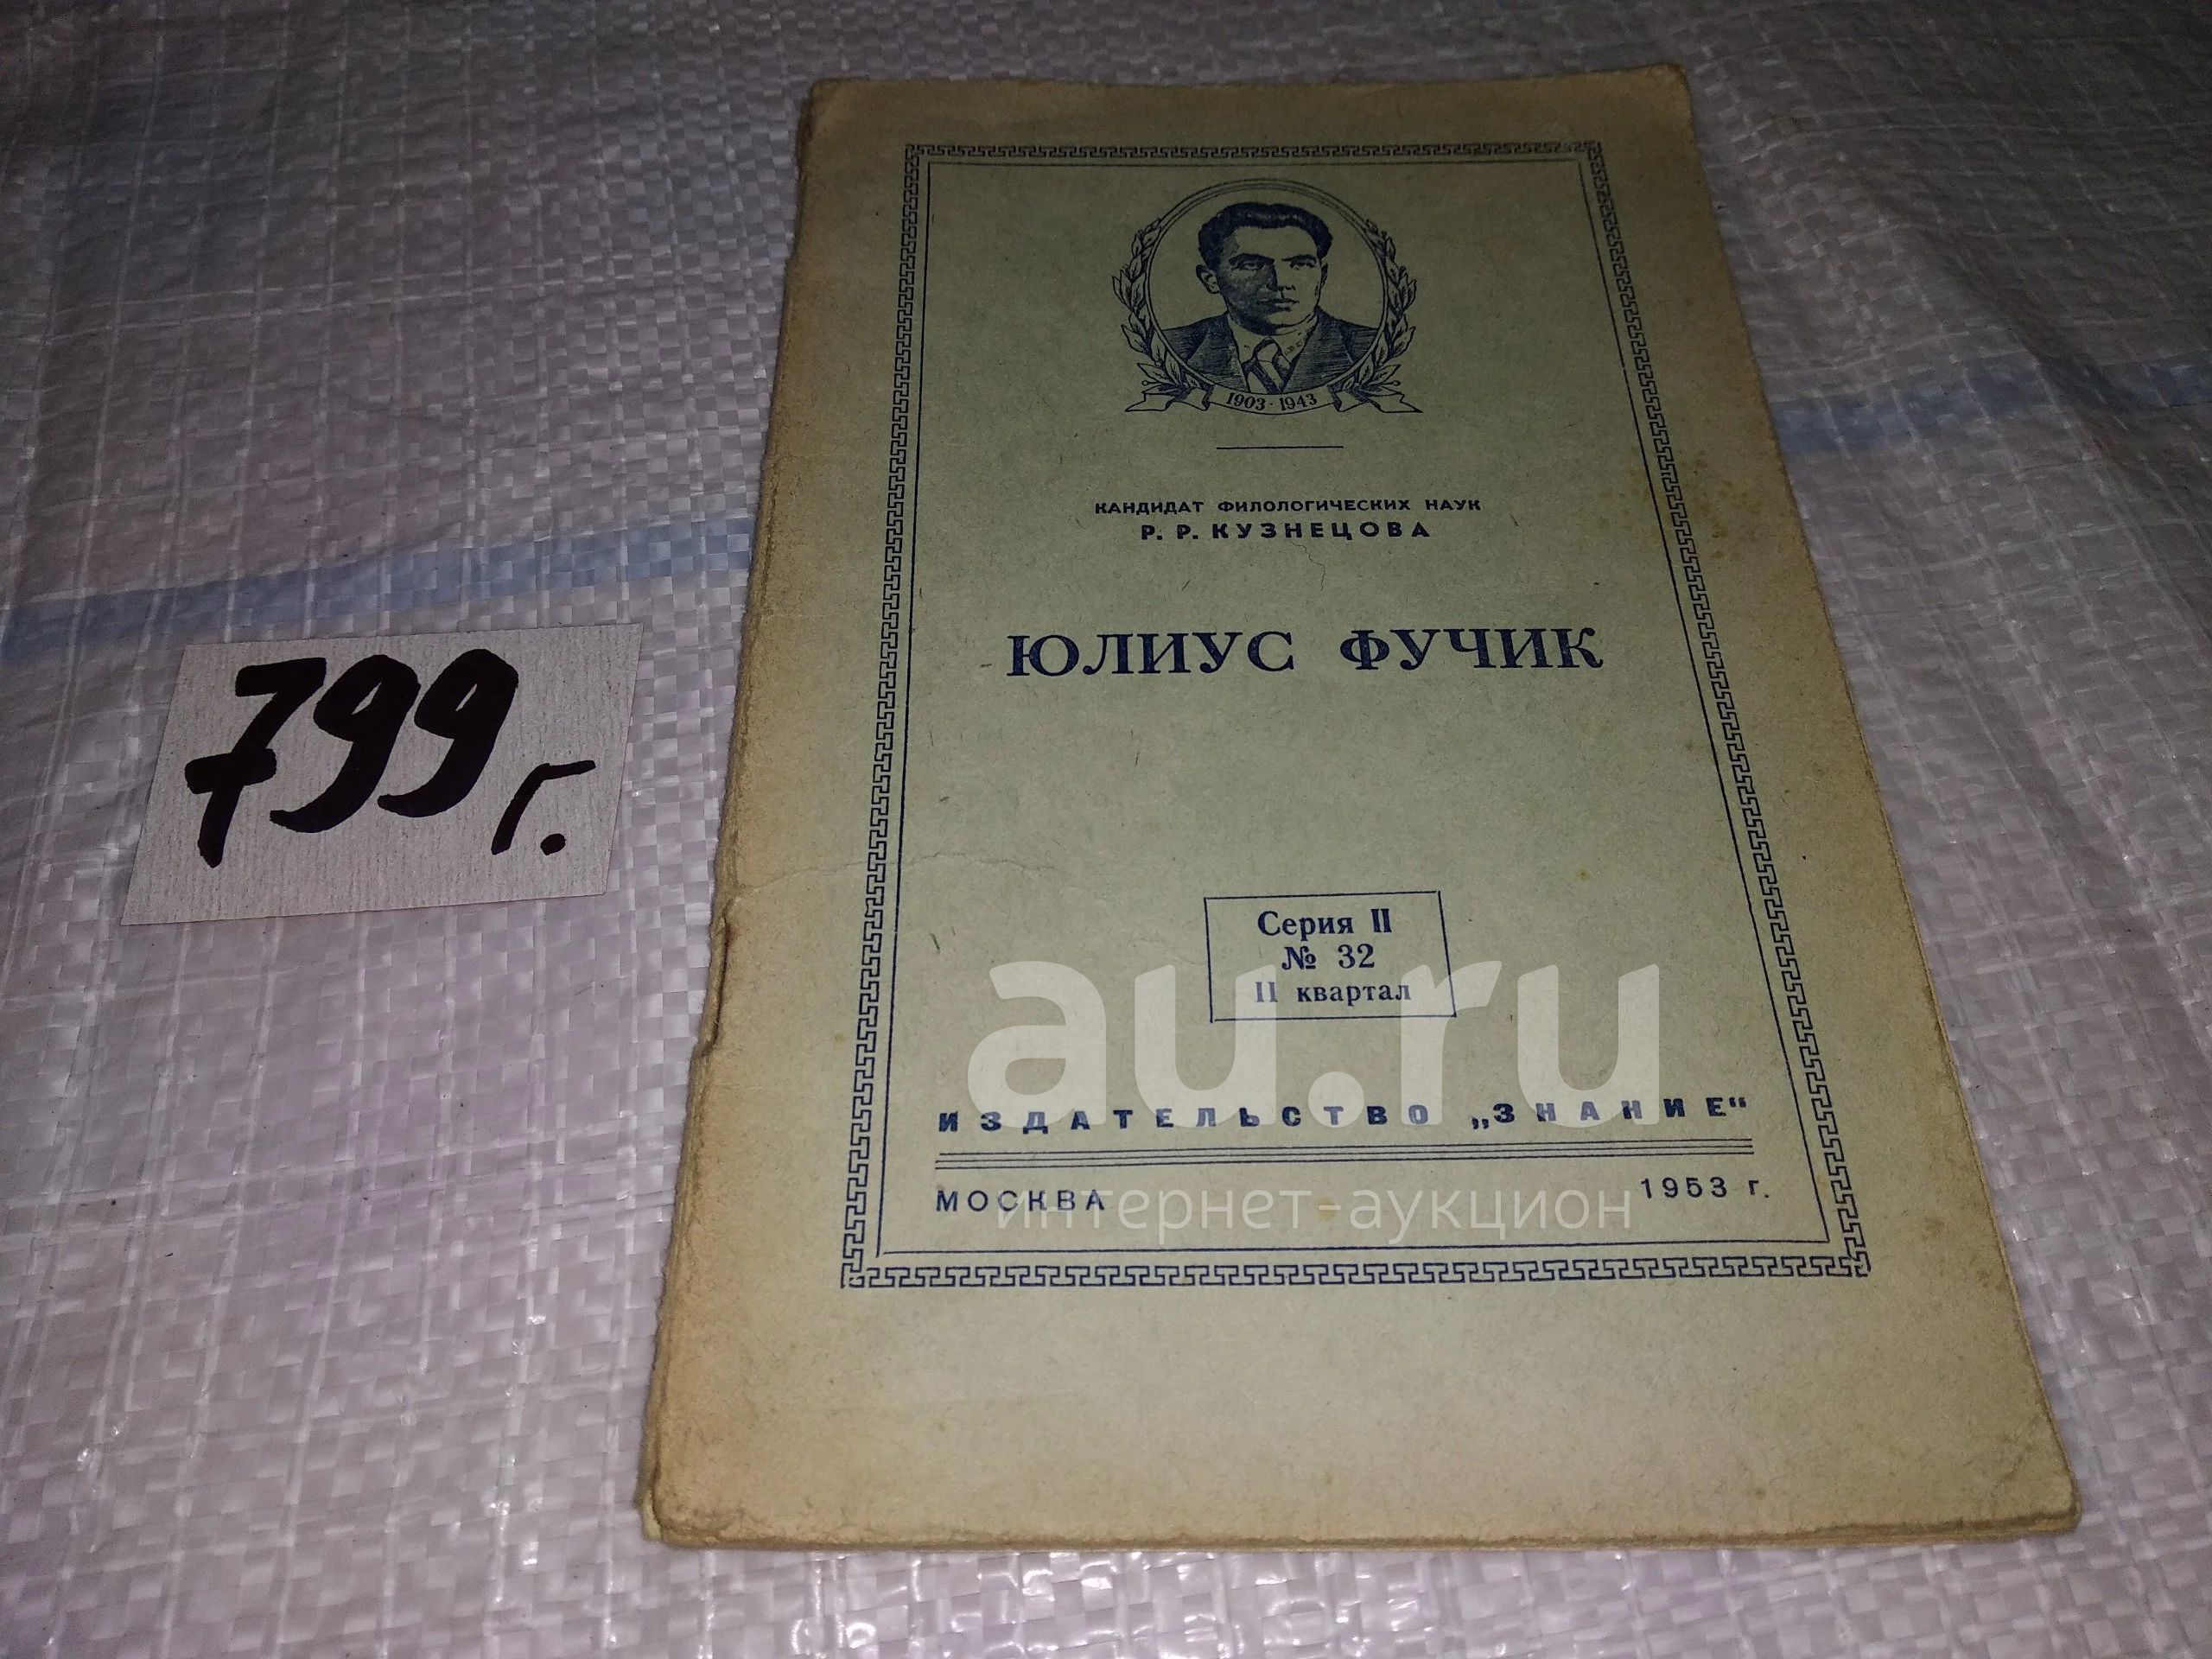 1903 · 1943
КАНДИДАТ ФИЛОЛОГИЧЕСКИХ НАУК
Р. Р. КУЗНЕЦОВА
ЮЛИУС ФУЧИК
799 г.
Серия II
№ 32
II квартал
au.ru
ИЗДАТЕЛЬСТВО „ЗНАНИЕ“
МОСКВА 1953 г.
интернет-аукцион